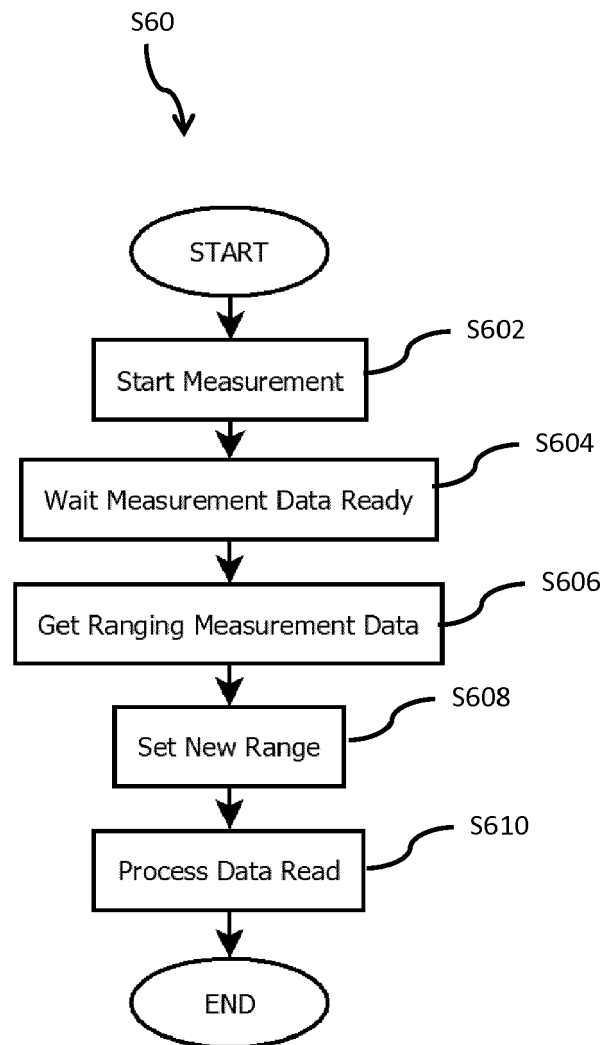 S60
START
S602
Start Measurement
S604
Wait Measurement Data Ready
S606
Get Ranging Measurement Data
S608
Set New Range
S610
Process Data Read
END